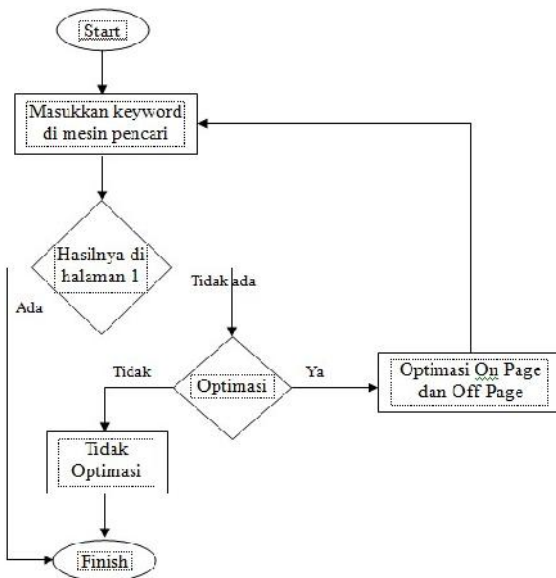 Start
Masukkan keyword
di mesin pencari
Hasilnya di
halaman 1
Tidak ada
Ada
Tidak
Optimasi
Ya
Optimasi On Page
dan Off Page
Tidak
Optimasi
Finish